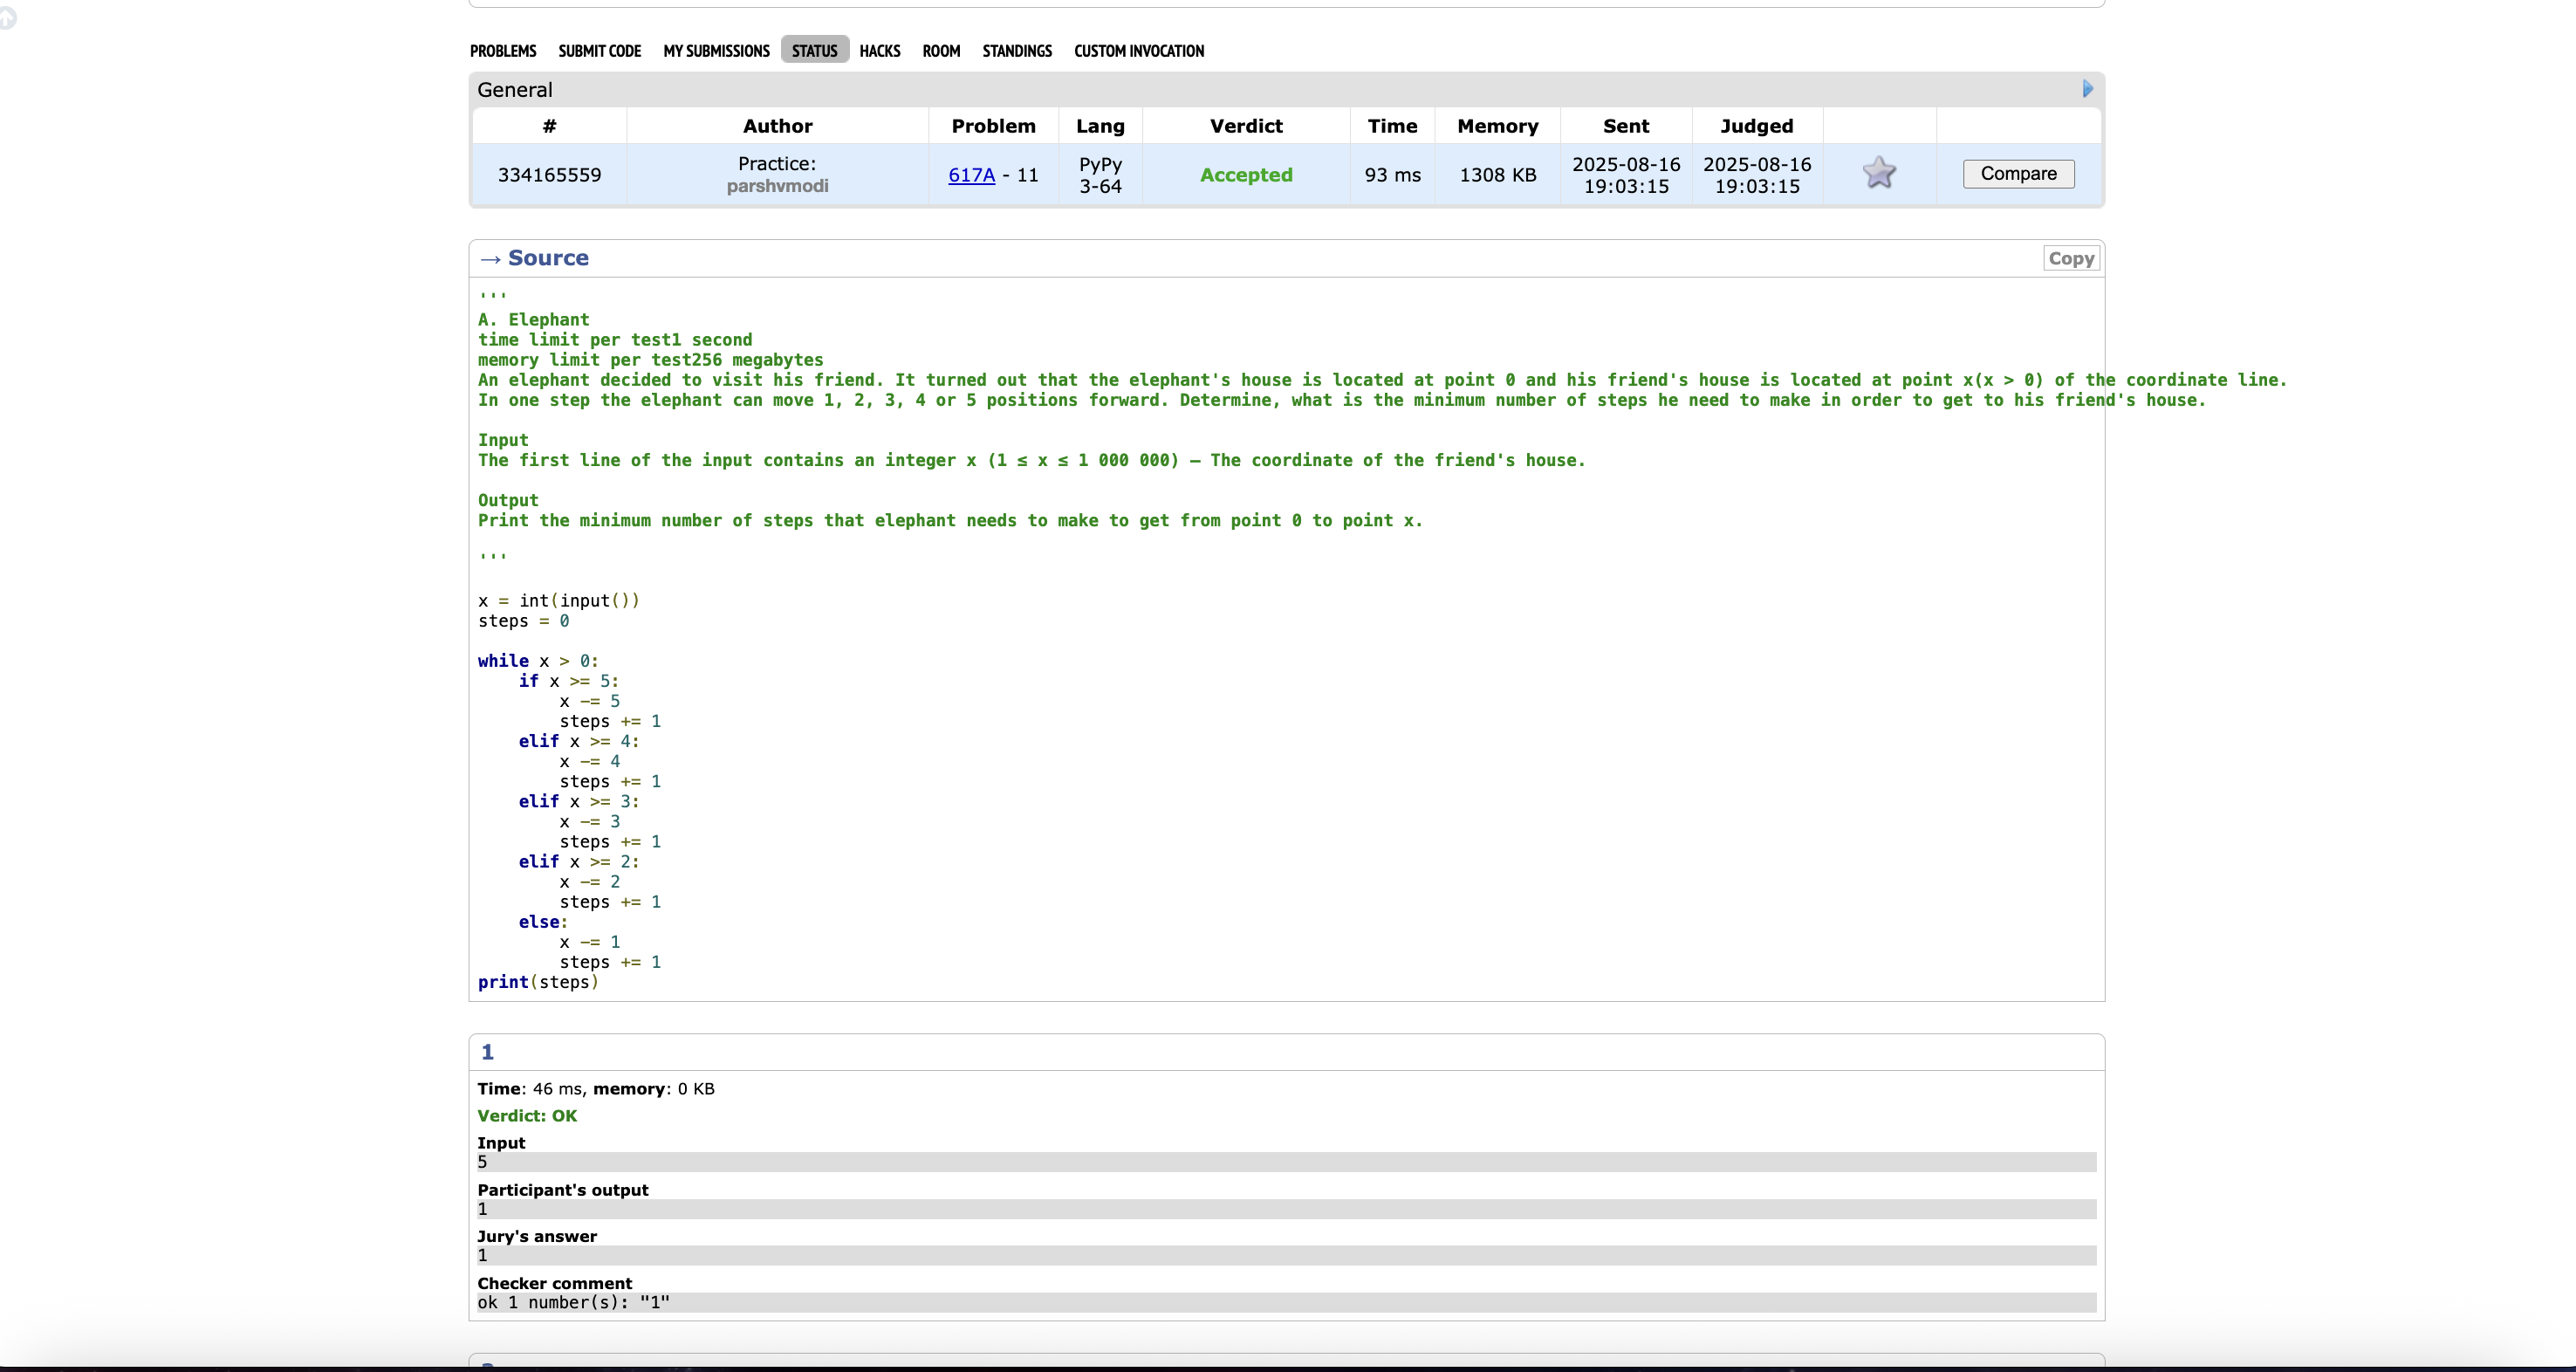 PROBLEMS SUBMIT CODE MY SUBMISSIONS STATUS HACKS ROOM STANDINGS CUSTOM INVOCATION
General
# Author Problem Lang Verdict Time Memory Sent Judged
334165559 Practice: parshvmodi 617A - 11 PyPy 3-64 Accepted 93 ms 1308 KB 2025-08-16 19:03:15 2025-08-16 19:03:15 Compare
→ Source Copy
'''
A. Elephant
time limit per test1 second
memory limit per test256 megabytes
An elephant decided to visit his friend. It turned out that the elephant's house is located at point 0 and his friend's house is located at point x(x > 0) of the coordinate line.
In one step the elephant can move 1, 2, 3, 4 or 5 positions forward. Determine, what is the minimum number of steps he need to make in order to get to his friend's house.

Input
The first line of the input contains an integer x (1 ≤ x ≤ 1 000 000) — The coordinate of the friend's house.

Output
Print the minimum number of steps that elephant needs to make to get from point 0 to point x.

'''

x = int(input())
steps = 0

while x > 0:
    if x >= 5:
        x -= 5
        steps += 1
    elif x >= 4:
        x -= 4
        steps += 1
    elif x >= 3:
        x -= 3
        steps += 1
    elif x >= 2:
        x -= 2
        steps += 1
    else:
        x -= 1
        steps += 1
print(steps)
1
Time: 46 ms, memory: 0 KB
Verdict: OK
Input
5
Participant's output
1
Jury's answer
1
Checker comment
ok 1 number(s): "1"